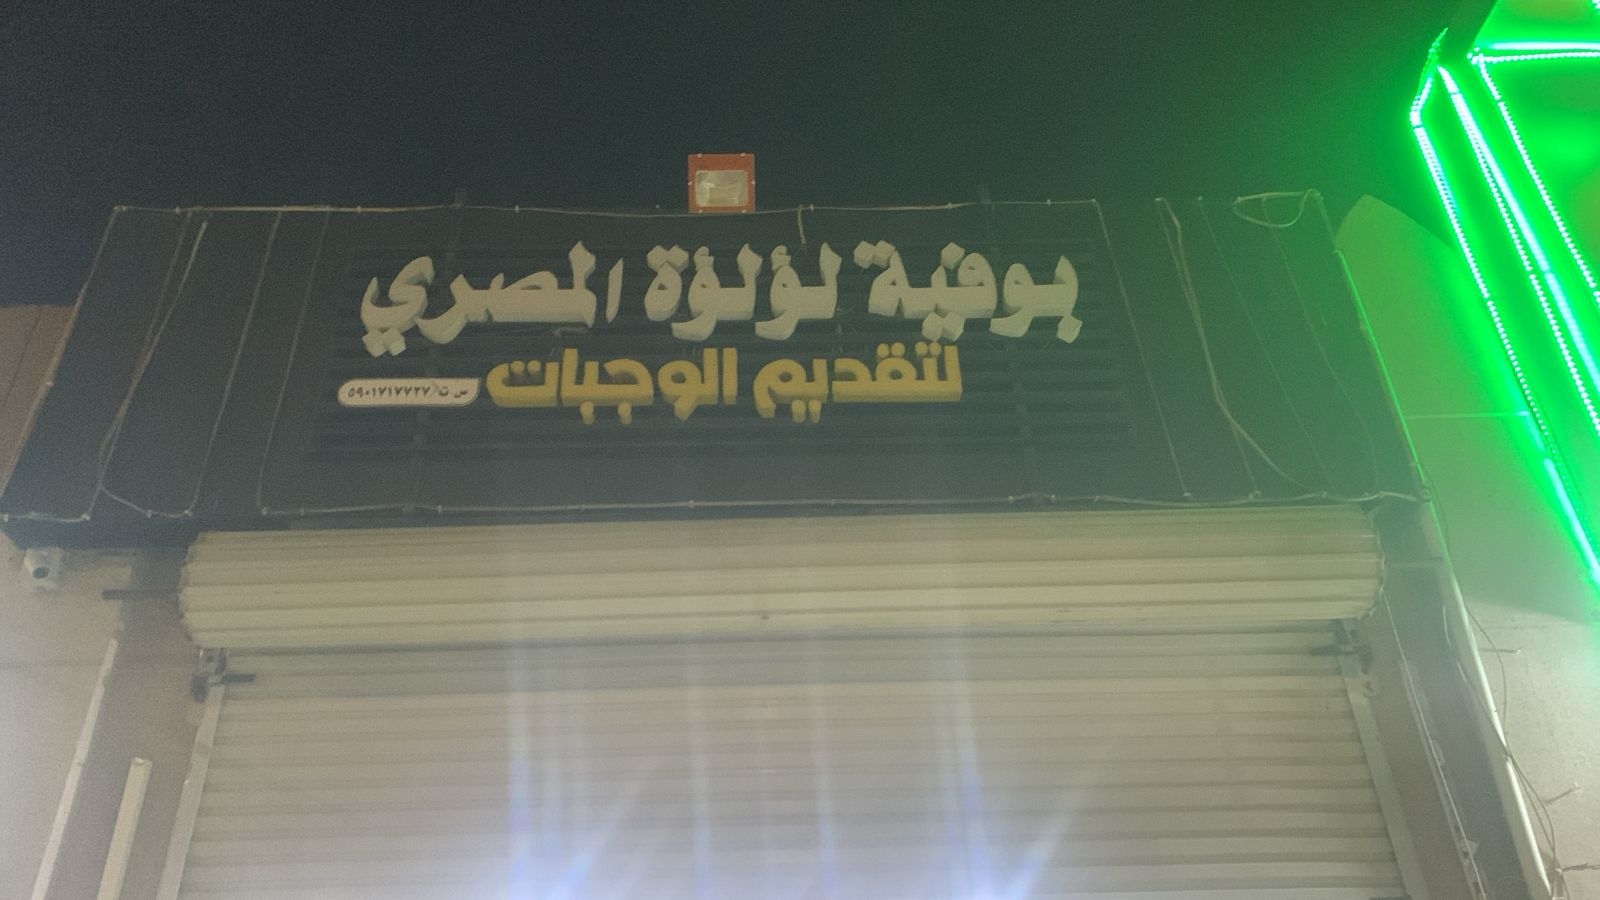 بوفية لؤلؤة المصري
لتقديم الوجبات
س ت/ ٥٩٠١٧١٧٧٢٧